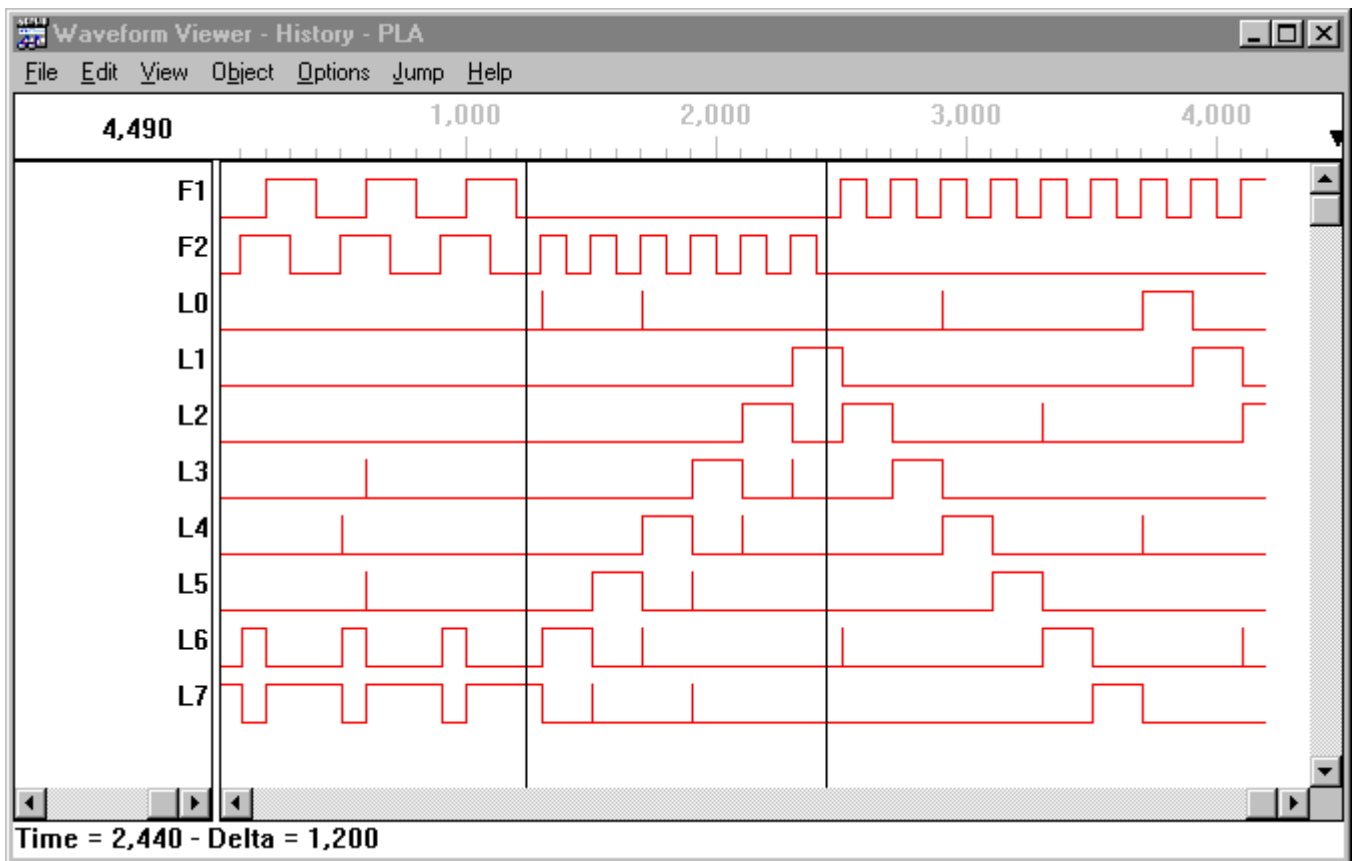 Waveform Viewer - History - PLA
File Edit View Object Options Jump Help
4,490 1,000 2,000 3,000 4,000
F1
F2
L0
L1
L2
L3
L4
L5
L6
L7
Time = 2,440 - Delta = 1,200